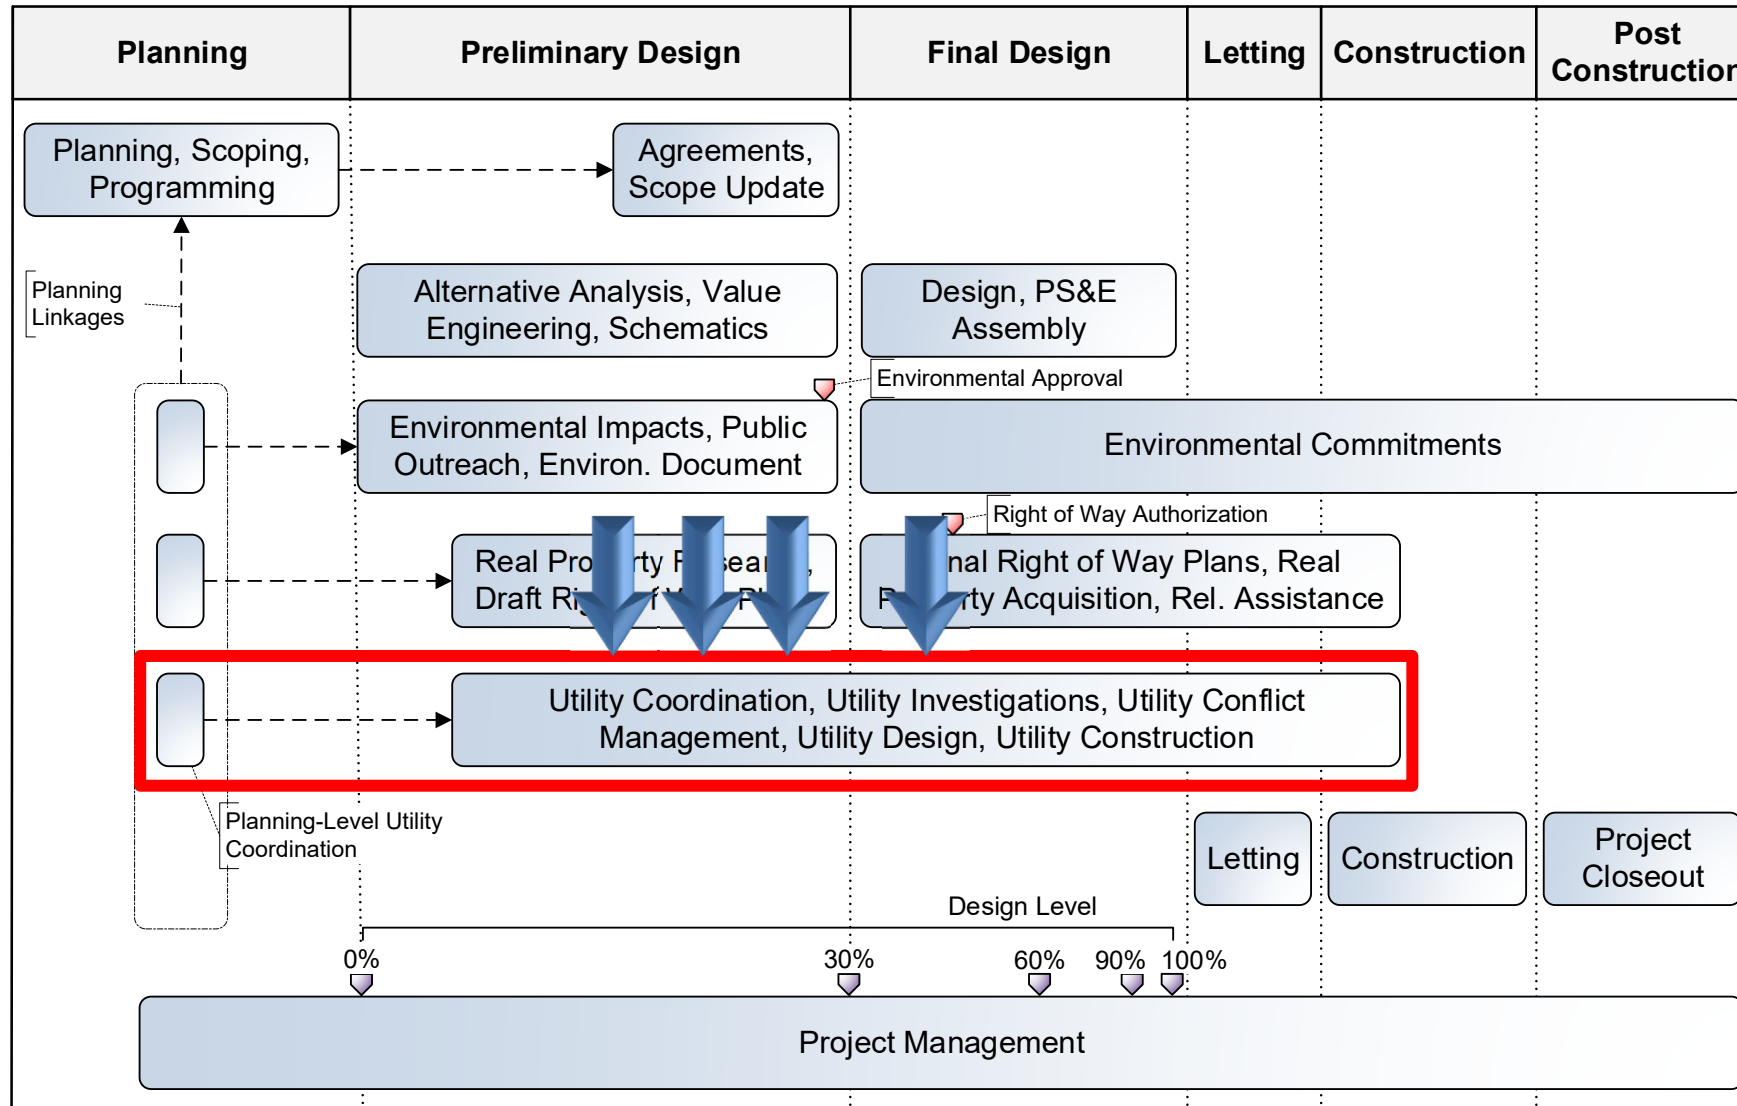 Planning
Preliminary Design
Final Design
Letting
Construction
Post
Construction
Planning, Scoping,
Programming
Agreements,
Scope Update
Planning
Linkages
Alternative Analysis, Value
Engineering, Schematics
Design, PS&E
Assembly
Environmental Approval
Environmental Impacts, Public
Outreach, Environ. Document
Environmental Commitments
Right of Way Authorization
Real
Draft
Right of Way Plans, Real
Acquisition, Rel. Assistance
Utility Coordination, Utility Investigations, Utility Conflict
Management, Utility Design, Utility Construction
Planning-Level Utility
Coordination
Letting
Construction
Project
Closeout
Design Level
0%
30%
60%
90%
100%
Project Management